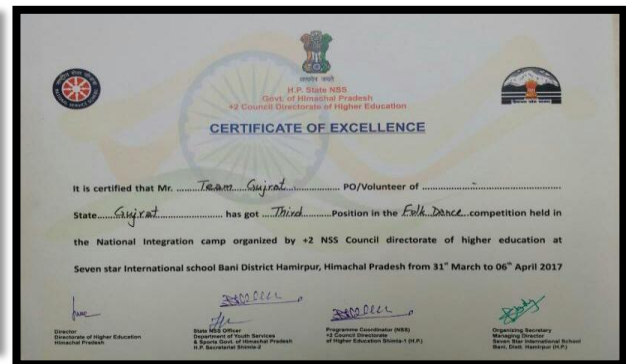 सत्यमेव जयते
H.P. State NSS
Govt. of Himachal Pradesh
+2 Council Directorate of Higher Education
CERTIFICATE OF EXCELLENCE
It is certified that Mr. ......Team...Gujrat................ PO/Volunteer of ..............-..............................
State.....Gujrat................. has got ....Third........Position in the Folk Dance..competition held in
the National Integration camp organized by +2 NSS Council directorate of higher education at
Seven star International school Bani District Hamirpur, Himachal Pradesh from 31st March to 06th April 2017
Director
Directorate of Higher Education
Himachal Pradesh
State NSS Officer
Department of Youth Services
& Sports Govt. of Himachal Pradesh
H.P. Secretariat Shimla-2
Programme Coordinator (NSS)
+2 Council Directorate
of Higher Education Shimla-1 (H.P.)
Organizing Secretary
Managing Director
Seven Star International School
Bani, Distt. Hamirpur (H.P.)